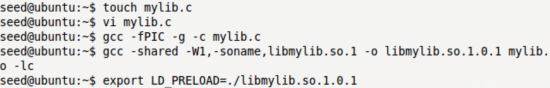 seed@ubuntu:~$ touch mylib.c
seed@ubuntu:~$ vi mylib.c
seed@ubuntu:~$ gcc -fPIC -g -c mylib.c
seed@ubuntu:~$ gcc -shared -W1,-soname,libmylib.so.1 -o libmylib.so.1.0.1 mylib.
o -lc
seed@ubuntu:~$ export LD_PRELOAD=./libmylib.so.1.0.1